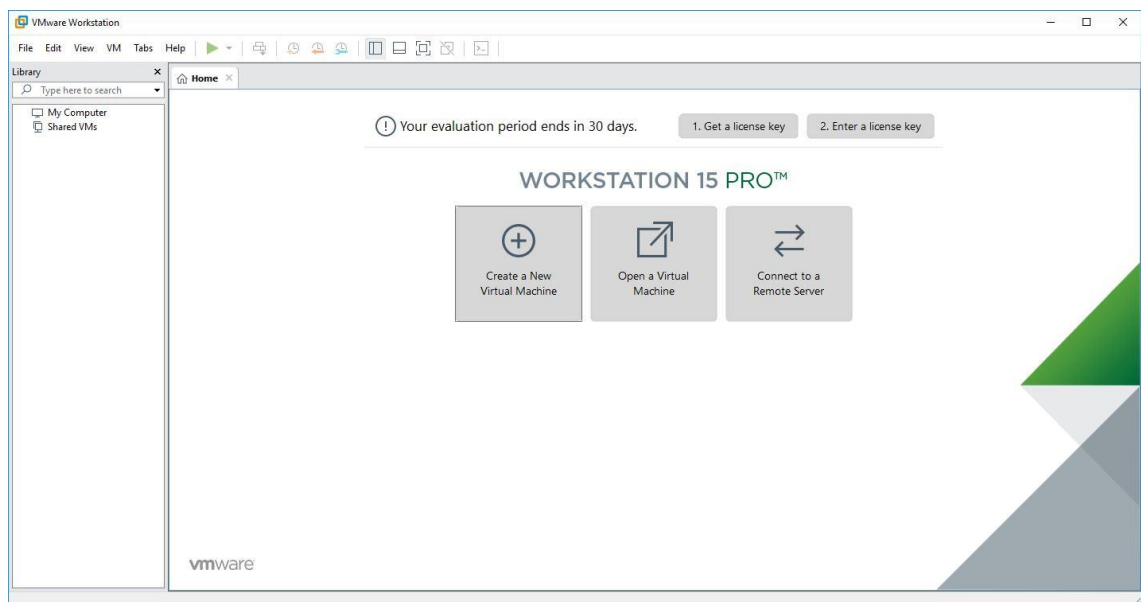 VMware Workstation
File Edit View VM Tabs Help
Library
Type here to search
My Computer
Shared VMs
Home
Your evaluation period ends in 30 days.
1. Get a license key
2. Enter a license key
WORKSTATION 15 PRO™
Create a New
Virtual Machine
Open a Virtual
Machine
Connect to a
Remote Server
vmware